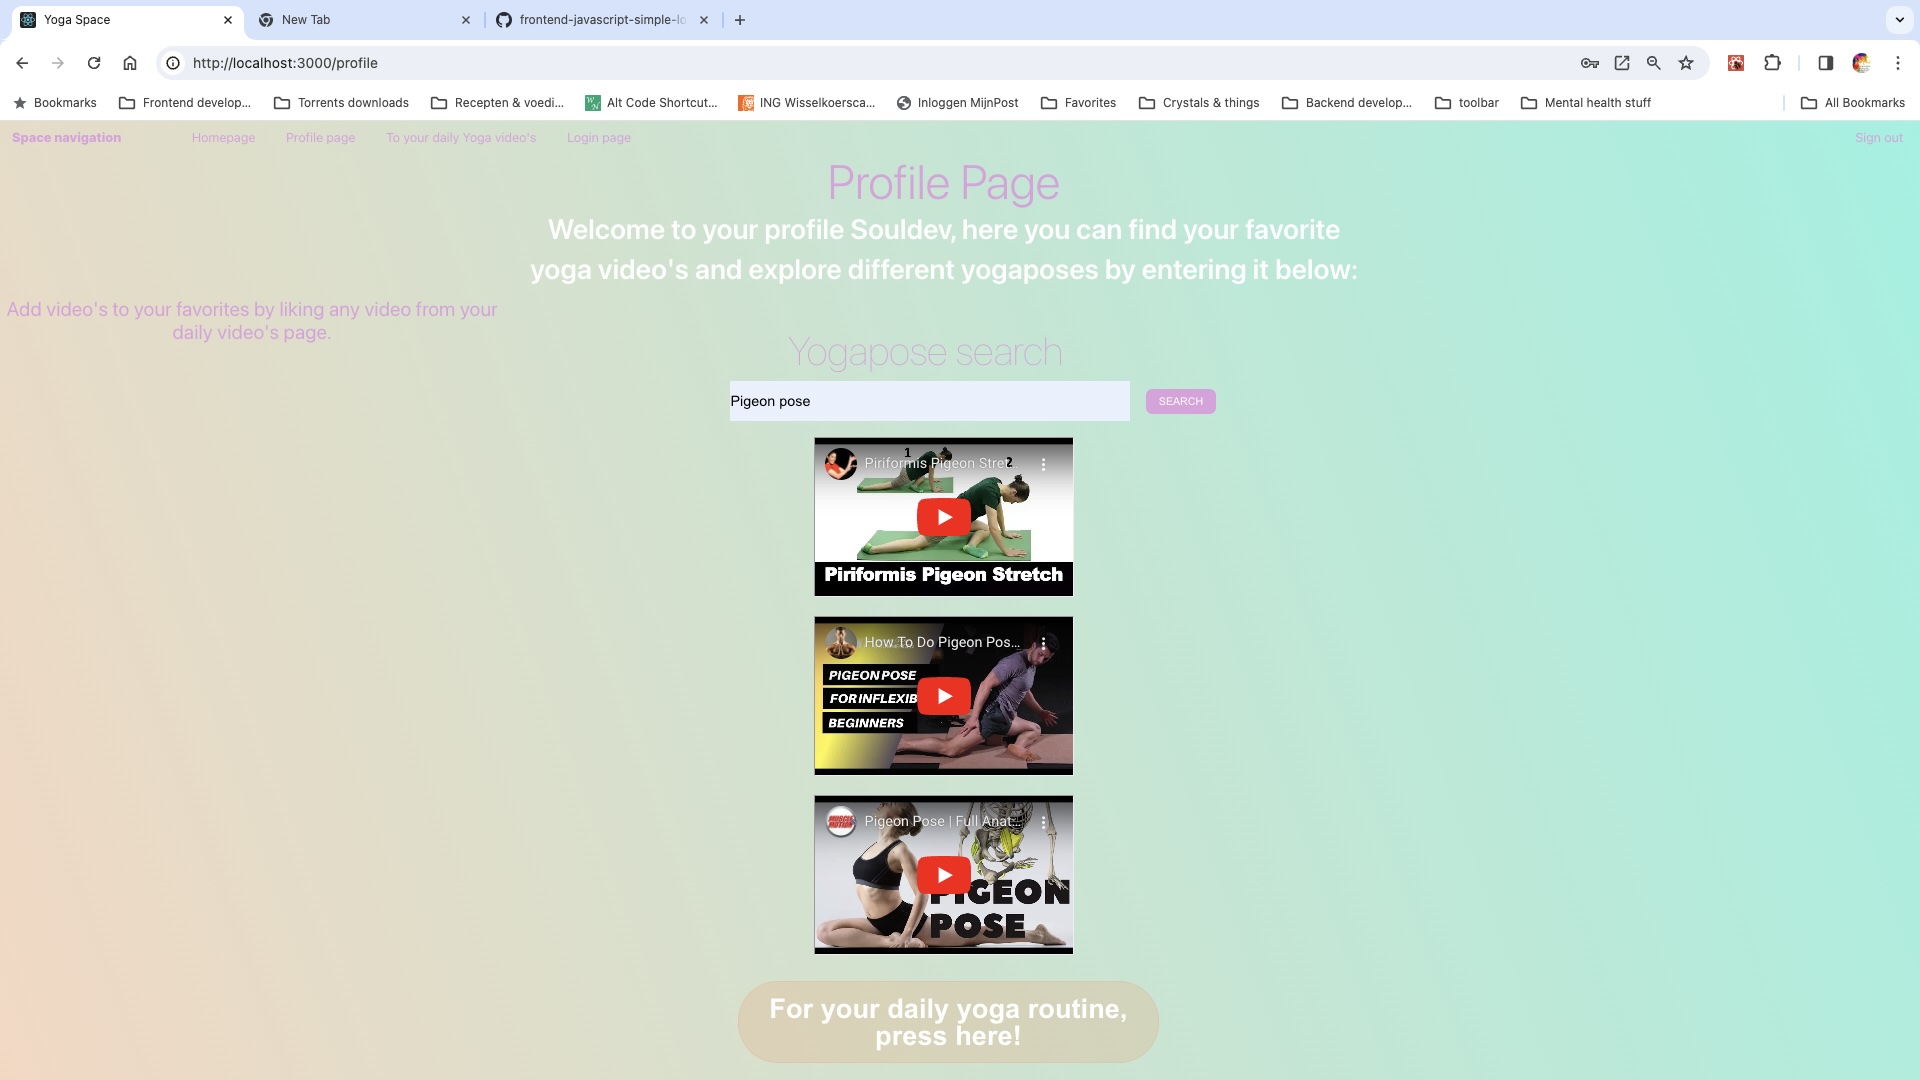 Yoga Space
New Tab
frontend-javascript-simple-lo
http://localhost:3000/profile
Bookmarks
Frontend develop...
Torrents downloads
Recepten & voedi...
Alt Code Shortcut...
ING Wisselkoersca...
Inloggen MijnPost
Favorites
Crystals & things
Backend develop...
toolbar
Mental health stuff
All Bookmarks
Space navigation
Homepage
Profile page
To your daily Yoga video's
Login page
Sign out
Profile Page
Welcome to your profile Souldev, here you can find your favorite
yoga video's and explore different yogaposes by entering it below:
Add video's to your favorites by liking any video from your
daily video's page.
Yogapose search
Pigeon pose
SEARCH
1
Piriformis Pigeon Stret...
2
Piriformis Pigeon Stretch
How To Do Pigeon Pos...
PIGEON POSE
FOR INFLEXIB
BEGINNERS
MUSCLE
MOTION
Pigeon Pose | Full Anat...
PIGEON
POSE
For your daily yoga routine,
press here!